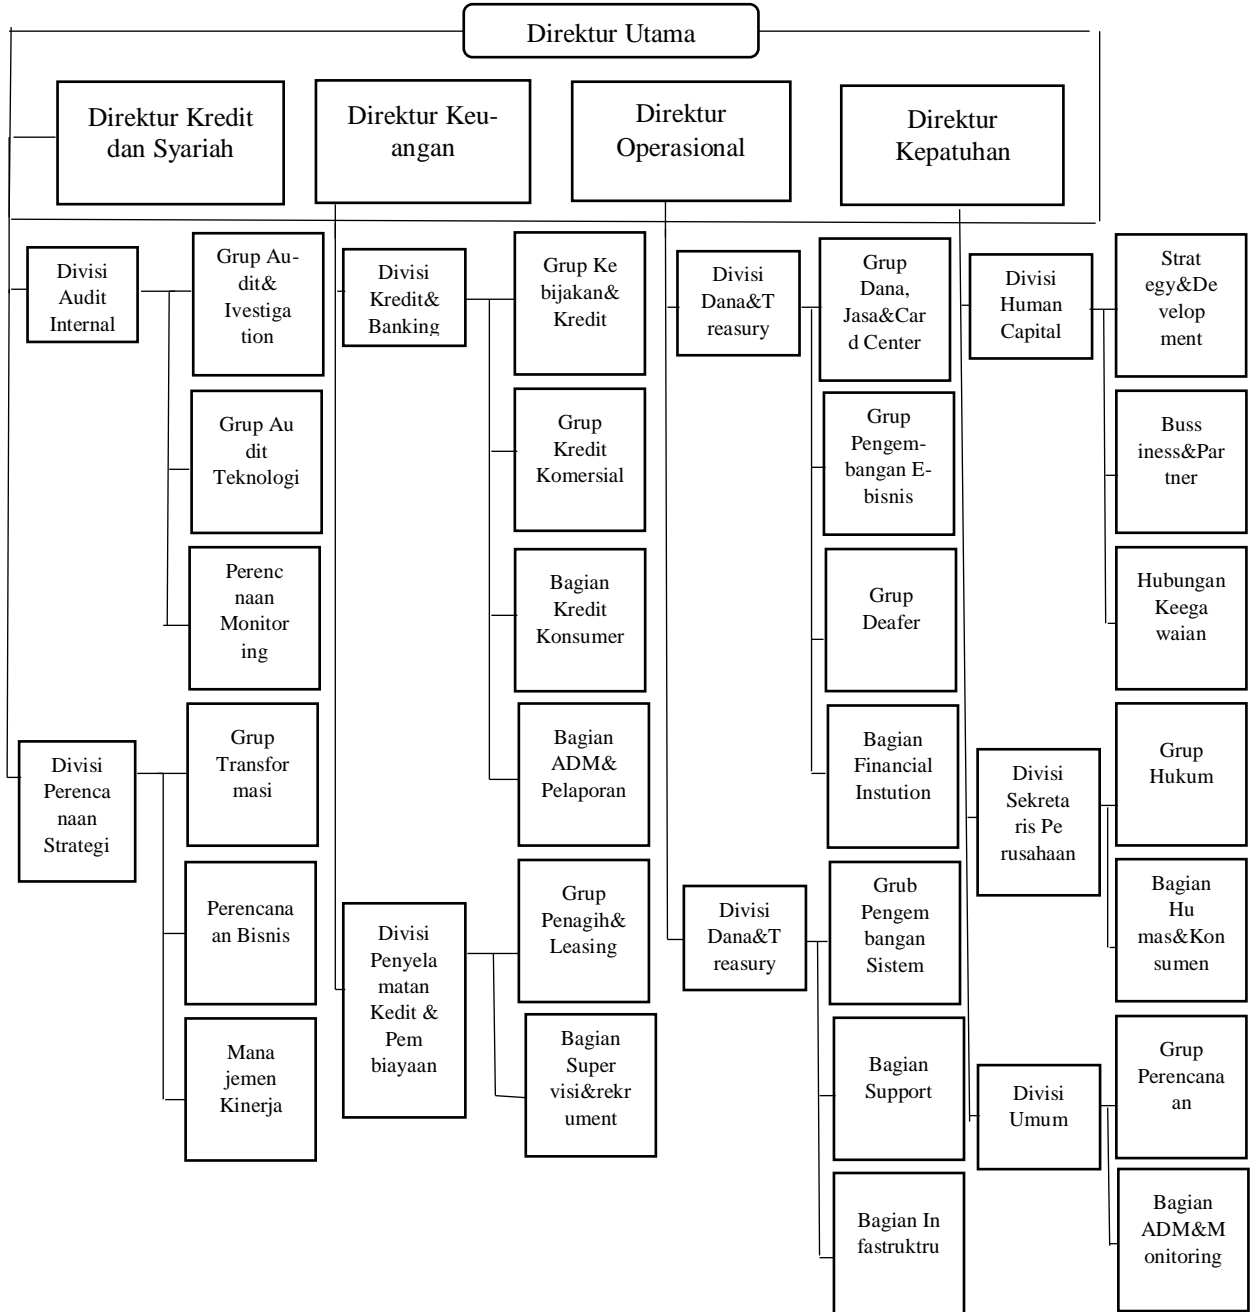 Direktur Utama
Direktur Kredit
dan Syariah
Direktur Keu-
angan
Direktur
Operasional
Direktur
Kepatuhan
Divisi
Audit
Internal
Grup Au-
dit&
Ivestiga
tion
Grup Au
dit
Teknologi
Perenc
naan
Monitor
ing
Divisi
Perenca
naan
Strategi
Grup
Transfor
masi
Perencana
an Bisnis
Mana
jemen
Kinerja
Divisi
Kredit&
Banking
Grup Ke
bijakan&
Kredit
Grup
Kredit
Komersial
Bagian
Kredit
Konsumer
Bagian
ADM&
Pelaporan
Divisi
Penyela
matan
Kedit &
Pem
biayaan
Grup
Penagih&
Leasing
Bagian
Super
visi&rekr
ument
Divisi
Dana&T
reasury
Grup
Dana,
Jasa&Car
d Center
Grup
Pengem-
bangan E-
bisnis
Grup
Deafer
Bagian
Financial
Instution
Divisi
Dana&T
reasury
Grub
Pengem
bangan
Sistem
Bagian
Support
Bagian In
fastruktru
Divisi
Human
Capital
Strat
egy&De
velop
ment
Buss
iness&Par
tner
Hubungan
Keega
waian
Divisi
Sekreta
ris Pe
rusahaan
Grup
Hukum
Bagian
Hu
mas&Kon
sumen
Divisi
Umum
Grup
Perencana
an
Bagian
ADM&M
onitoring